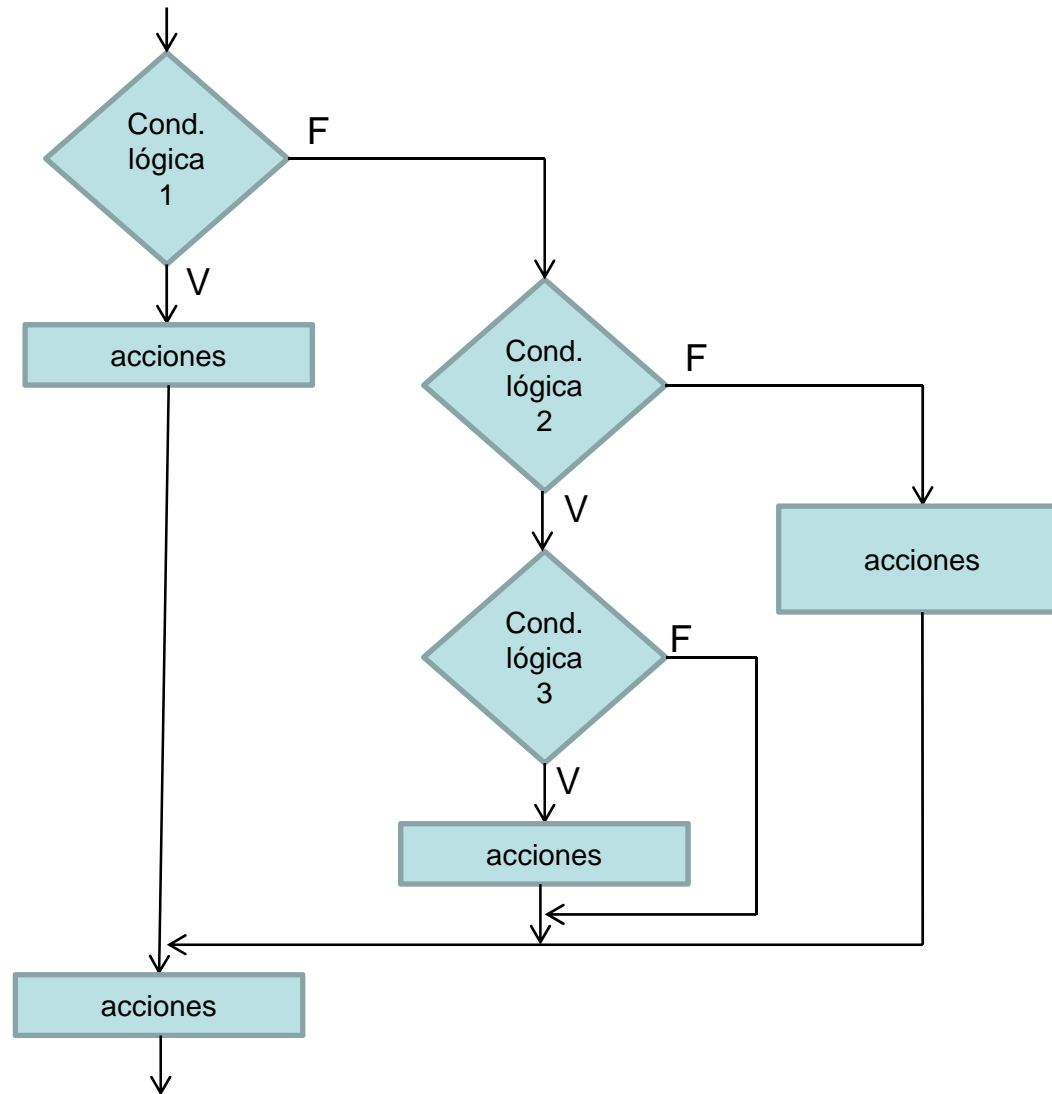 Cond.
lógica
1
F
V
acciones
Cond.
lógica
2
F
V
acciones
Cond.
lógica
3
F
V
acciones
acciones